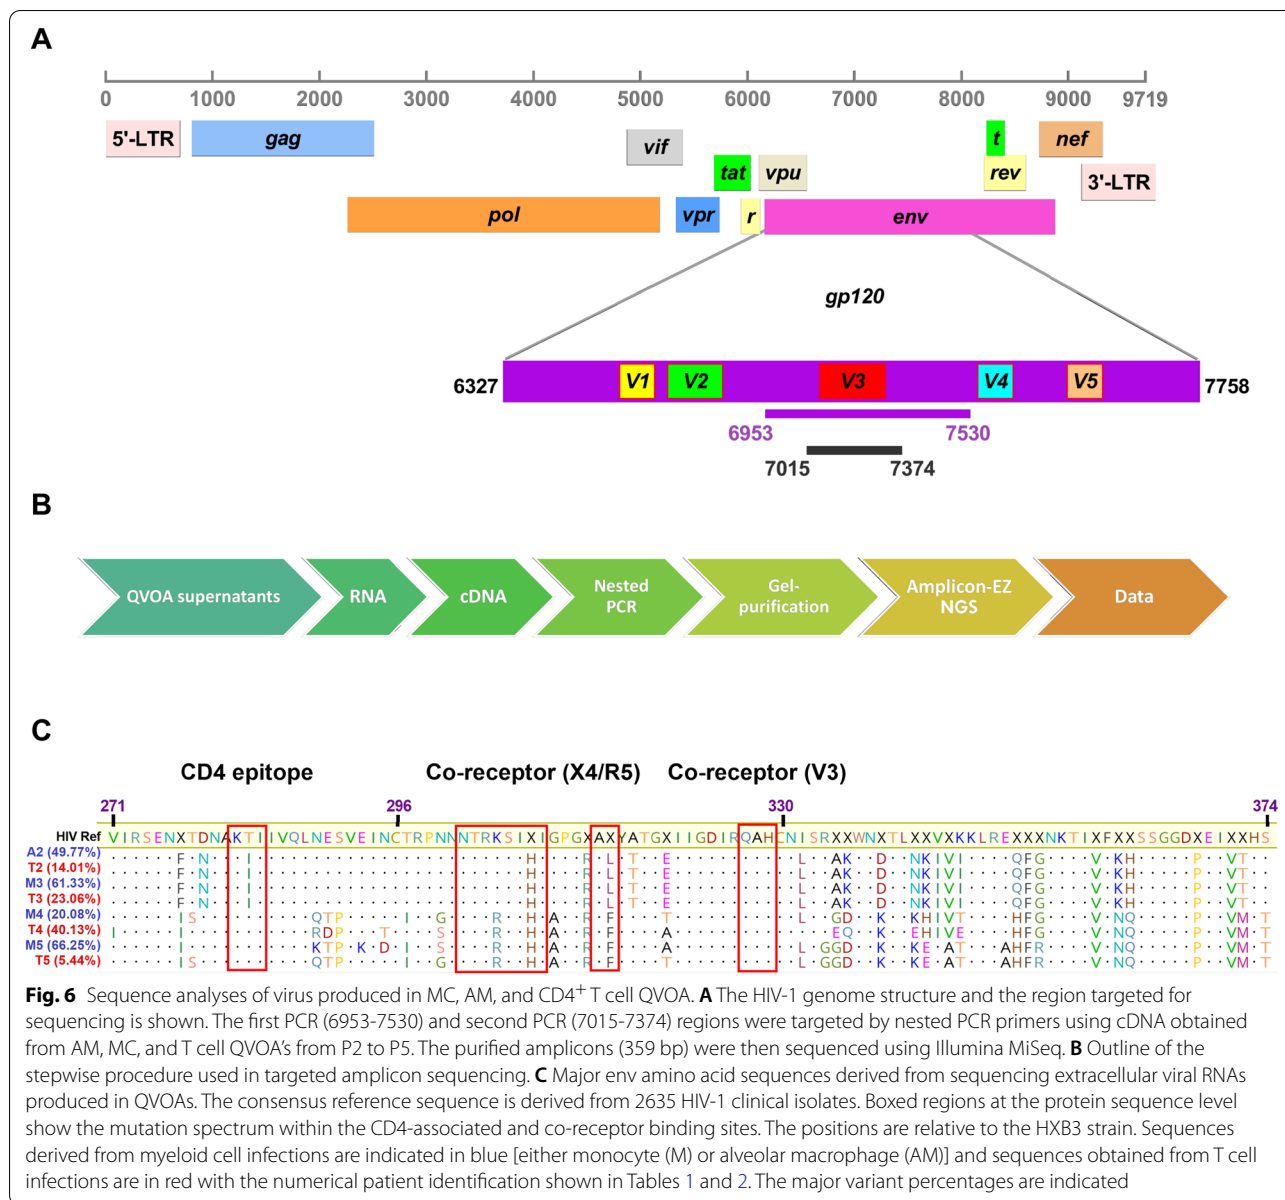 A
0 1000 2000 3000 4000 5000 6000 7000 8000 9000 9719
5'-LTR gag vif t nef
tat vpu rev 3'-LTR
pol vpr r env
gp120
6327 V1 V2 V3 V4 V5 7758
6953 7530
7015 7374
B
QVOA supernatants RNA cDNA Nested PCR Gel-purification Amplicon-EZ NGS Data
C
CD4 epitope Co-receptor (X4/R5) Co-receptor (V3)
271 296 330 374
HIV Ref VIRSENXTDNAKTIIVQLNESVEINCTRPNNNTRKSIXIGPGXAXYATGXIIGDIRQAHCNISRXXWNXTLXXVXKKLREXXXNKTIXFXXSSGGDXEIXXHS
A2 (49.77%)
T2 (14.01%)
M3 (61.33%)
T3 (23.06%)
M4 (20.08%)
T4 (40.13%)
M5 (66.25%)
T5 (5.44%)
Fig. 6 Sequence analyses of virus produced in MC, AM, and CD4+ T cell QVOA. A The HIV-1 genome structure and the region targeted for
sequencing is shown. The first PCR (6953-7530) and second PCR (7015-7374) regions were targeted by nested PCR primers using cDNA obtained
from AM, MC, and T cell QVOA's from P2 to P5. The purified amplicons (359 bp) were then sequenced using Illumina MiSeq. B Outline of the
stepwise procedure used in targeted amplicon sequencing. C Major env amino acid sequences derived from sequencing extracellular viral RNAs
produced in QVOAs. The consensus reference sequence is derived from 2635 HIV-1 clinical isolates. Boxed regions at the protein sequence level
show the mutation spectrum within the CD4-associated and co-receptor binding sites. The positions are relative to the HXB3 strain. Sequences
derived from myeloid cell infections are indicated in blue [either monocyte (M) or alveolar macrophage (AM)] and sequences obtained from T cell
infections are in red with the numerical patient identification shown in Tables 1 and 2. The major variant percentages are indicated